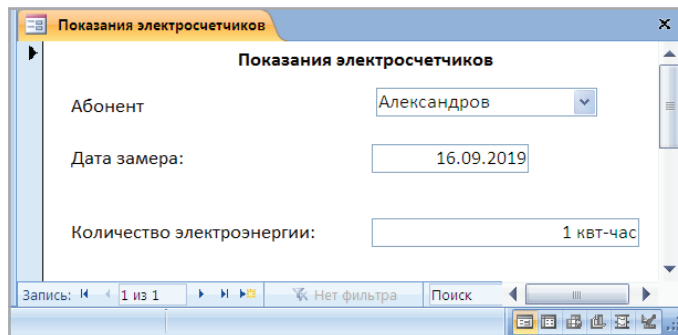 Показания электросчетчиков
Показания электросчетчиков
Абонент Александров
Дата замера: 16.09.2019
Количество электроэнергии: 1 квт-час
Запись: 1 из 1 Нет фильтра Поиск